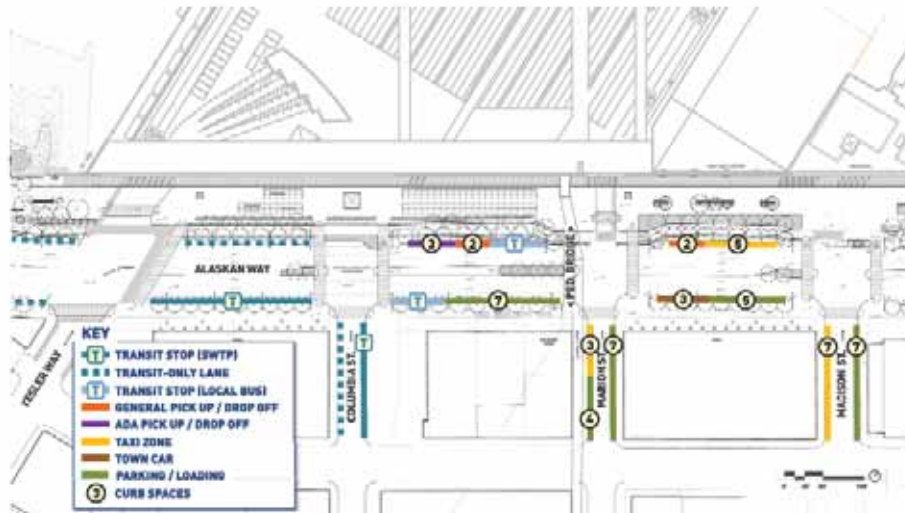 3
2
T
2
5
ALASKAN WAY
< PED. BRIDGE >
T
T
7
3
5
KEY
T TRANSIT STOP (SWTP)
TRANSIT-ONLY LANE
T TRANSIT STOP (LOCAL BUS)
GENERAL PICK UP / DROP OFF
ADA PICK UP / DROP OFF
TAXI ZONE
TOWN CAR
PARKING / LOADING
? CURB SPACES
YESLER WAY
COLUMBIA ST.
T
3
4
MARION ST.
7
7
MADISON ST.
7